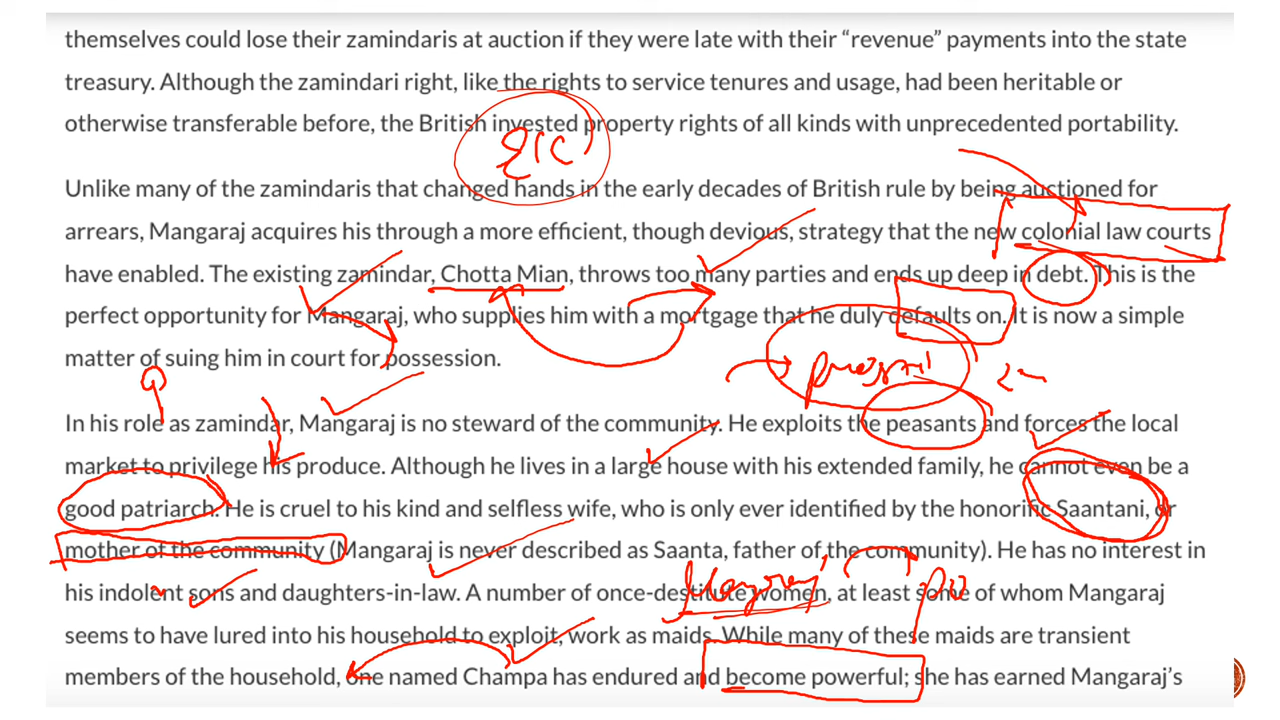 themselves could lose their zamindaris at auction if they were late with their “revenue” payments into the state
treasury. Although the zamindari right, like the rights to service tenures and usage, had been heritable or
otherwise transferable before, the British invested property rights of all kinds with unprecedented portability.
EIC
Unlike many of the zamindaris that changed hands in the early decades of British rule by being auctioned for
arrears, Mangaraj acquires his through a more efficient, though devious, strategy that the new colonial law courts
have enabled. The existing zamindar, Chotta Mian, throws too many parties and ends up deep in debt. This is the
perfect opportunity for Mangaraj, who supplies him with a mortgage that he duly defaults on. It is now a simple
matter of suing him in court for possession.
In his role as zamindar, Mangaraj is no steward of the community. He exploits the peasants and forces the local
market to privilege his produce. Although he lives in a large house with his extended family, he cannot even be a
good patriarch. He is cruel to his kind and selfless wife, who is only ever identified by the honorific Saantani, or
mother of the community (Mangaraj is never described as Saanta, father of the community). He has no interest in
his indolent sons and daughters-in-law. A number of once-destitute women, at least some of whom Mangaraj
seems to have lured into his household to exploit, work as maids. While many of these maids are transient
members of the household, one named Champa has endured and become powerful; she has earned Mangaraj’s